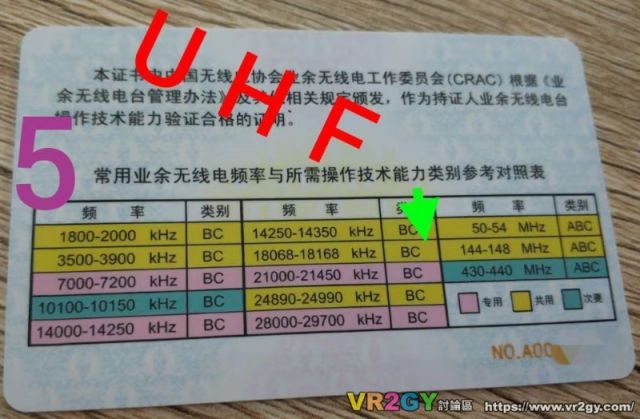 UHF
5
本证书由中国无线电协会业余无线电工作委员会(CRAC)根据《业
余无线电台管理办法》及其他相关规定颁发，作为持证人业余无线电台
操作技术能力验证合格的证明。
常用业余无线电频率与所需操作技术能力类别参考对照表
频 率 类别 频 率 类别 频 率 类别
1800-2000 kHz BC 14250-14350 kHz BC 50-54 MHz ABC
3500-3900 kHz BC 18068-18168 kHz BC 144-148 MHz ABC
7000-7200 kHz BC 21000-21450 kHz BC 430-440 MHz ABC
10100-10150 kHz BC 24890-24990 kHz BC 专用 共用 次要
14000-14250 kHz BC 28000-29700 kHz BC
NO.A00
VR2GY 討論區 https://www.vr2gy.com/